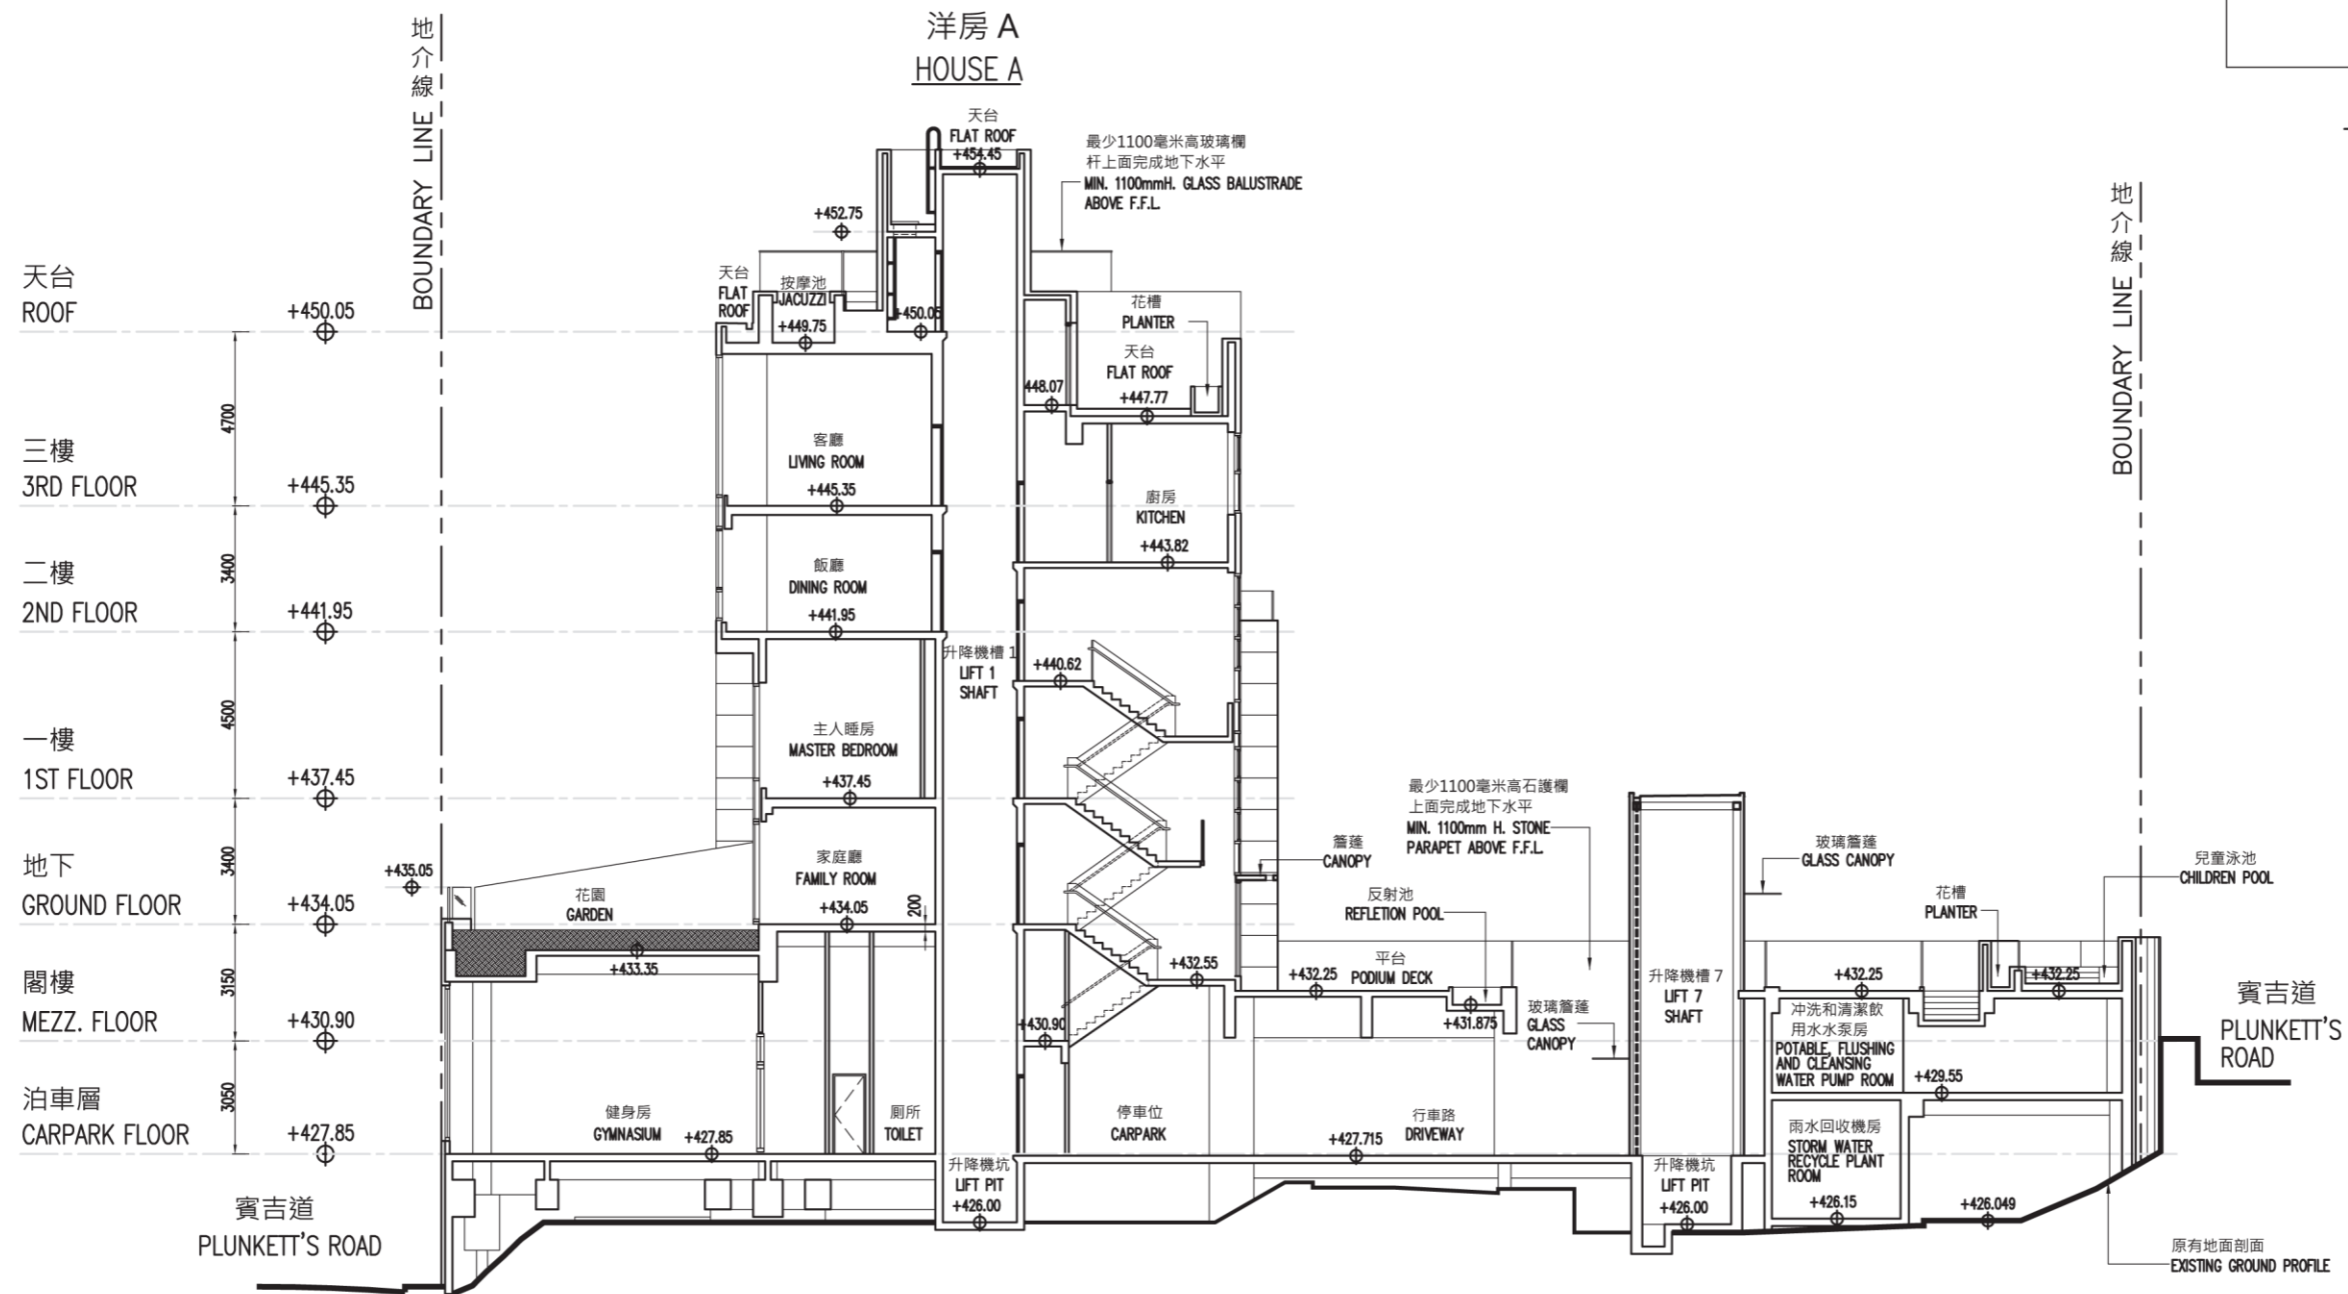 洋房 A
HOUSE A
地介線 BOUNDARY LINE
天台
FLAT ROOF
+454.45
最少1100毫米高玻璃欄
杆上面完成地下水平
MIN. 1100mmH. GLASS BALUSTRADE
ABOVE F.F.L.
地介線 BOUNDARY LINE
+452.75
天台
ROOF
+450.05
天台
FLAT
ROOF
按摩池
JACUZZI
+449.75
+450.05
花槽
PLANTER
天台
FLAT ROOF
448.07
+447.77
4700
三樓
3RD FLOOR
+445.35
客廳
LIVING ROOM
+445.35
廚房
KITCHEN
+443.82
3400
二樓
2ND FLOOR
+441.95
飯廳
DINING ROOM
+441.95
升降機槽 1
LIFT 1
SHAFT
+440.62
4500
一樓
1ST FLOOR
+437.45
主人睡房
MASTER BEDROOM
+437.45
最少1100毫米高石護欄
上面完成地下水平
MIN. 1100mm H. STONE
PARAPET ABOVE F.F.L.
簷蓬
CANOPY
玻璃簷蓬
GLASS CANOPY
兒童泳池
CHILDREN POOL
3400
地下
GROUND FLOOR
+434.05
+435.05
花園
GARDEN
家庭廳
FAMILY ROOM
+434.05
200
反射池
REFLETION POOL
花槽
PLANTER
3150
+433.35
+432.55
+432.25
平台
PODIUM DECK
+431.875
升降機槽 7
LIFT 7
SHAFT
+432.25
+432.25
閣樓
MEZZ. FLOOR
+430.90
+430.90
玻璃簷蓬
GLASS
CANOPY
冲洗和清潔飲
用水水泵房
POTABLE, FLUSHING
AND CLEANSING
WATER PUMP ROOM
+429.55
賓吉道
PLUNKETT'S
ROAD
3050
泊車層
CARPARK FLOOR
+427.85
健身房
GYMNASIUM
+427.85
厠所
TOILET
停車位
CARPARK
行車路
DRIVEWAY
+427.715
雨水回收機房
STORM WATER
RECYCLE PLANT
ROOM
+426.15
+426.049
升降機坑
LIFT PIT
+426.00
升降機坑
LIFT PIT
+426.00
賓吉道
PLUNKETT'S ROAD
原有地面剖面
EXISTING GROUND PROFILE